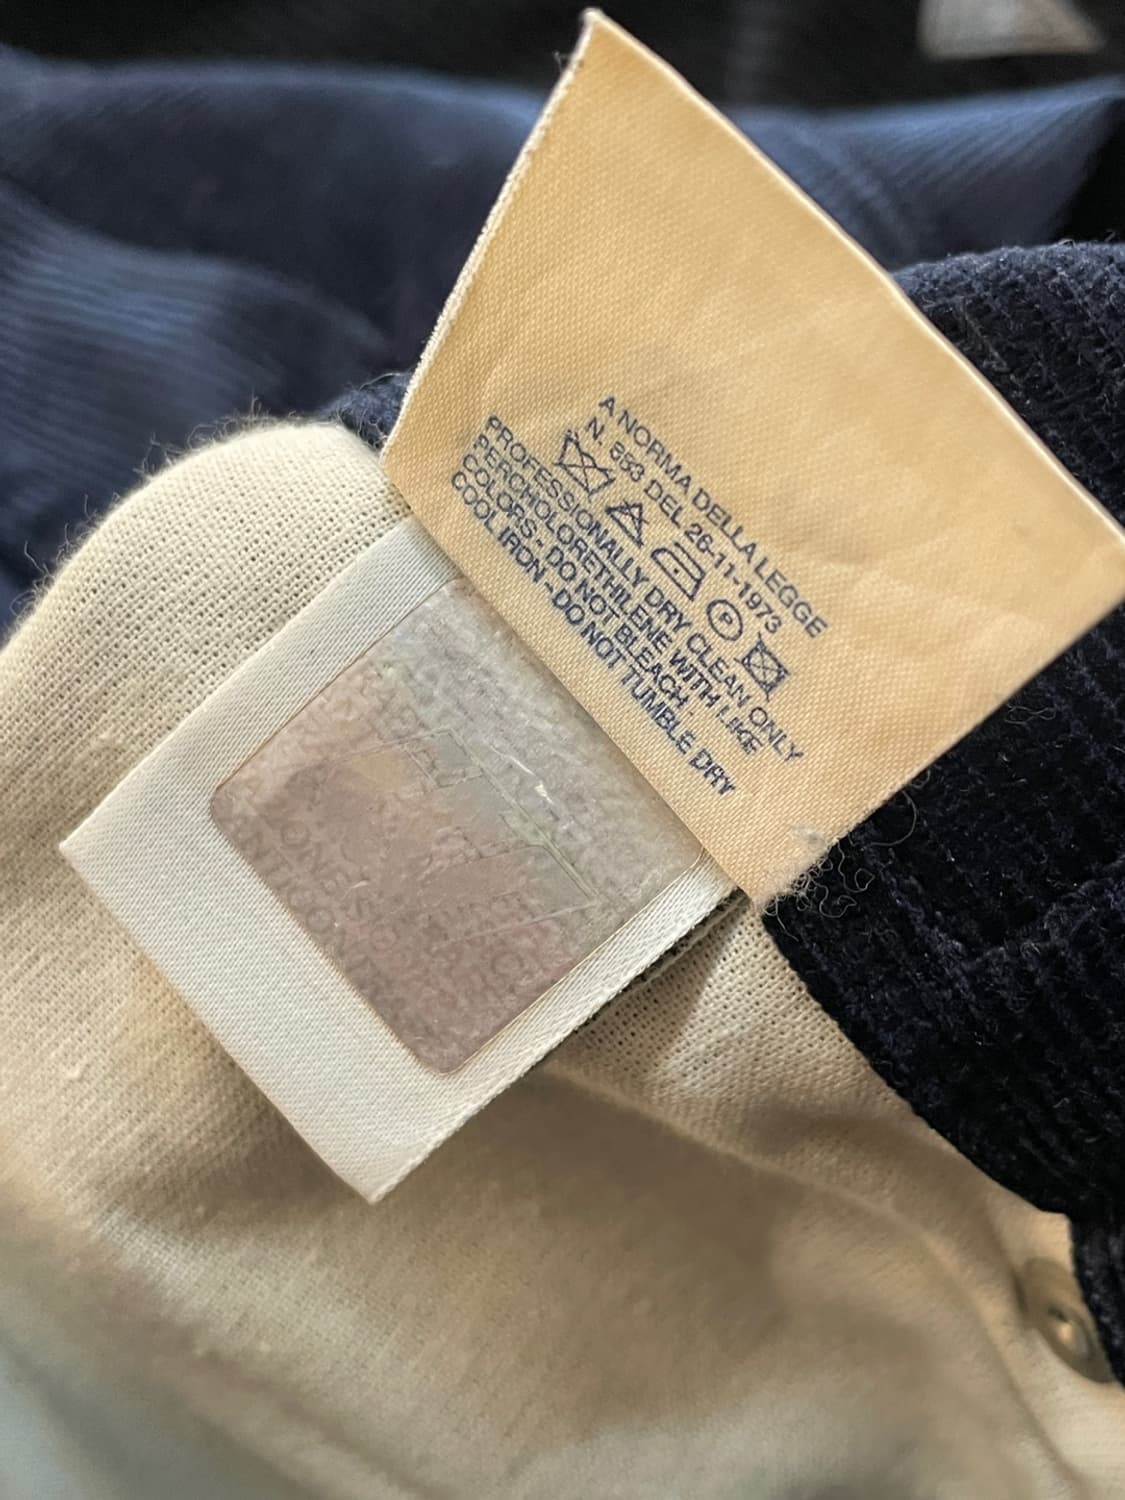 A NORMA DELLA LEGGE
N. 883 DEL 26-11-1973
P
PROFESSIONALLY DRY CLEAN ONLY
PERCHOLORETHILENE WITH LIKE
COLORS - DO NOT BLEACH.
COOL IRON - DO NOT TUMBLE DRY